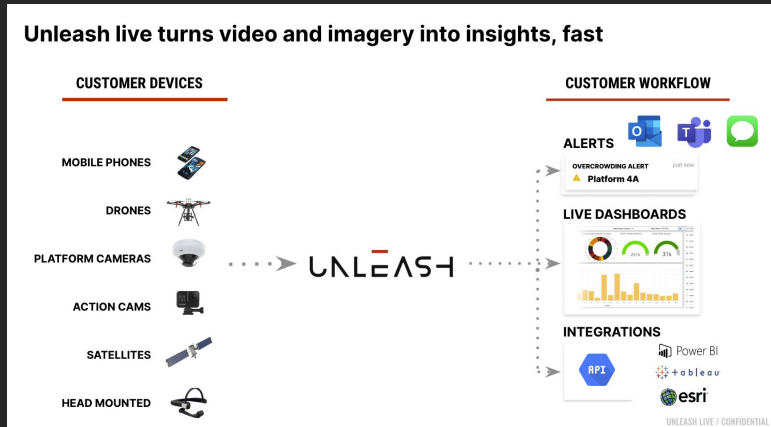 Unleash live turns video and imagery into insights, fast
CUSTOMER DEVICES
MOBILE PHONES
DRONES
PLATFORM CAMERAS
ACTION CAMS
SATELLITES
HEAD MOUNTED
UNLEASH
CUSTOMER WORKFLOW
ALERTS
OVERCROWDING ALERT just now
Platform 4A
LIVE DASHBOARDS
INTEGRATIONS
API
Power BI
tableau
esri
UNLEASH LIVE / CONFIDENTIAL